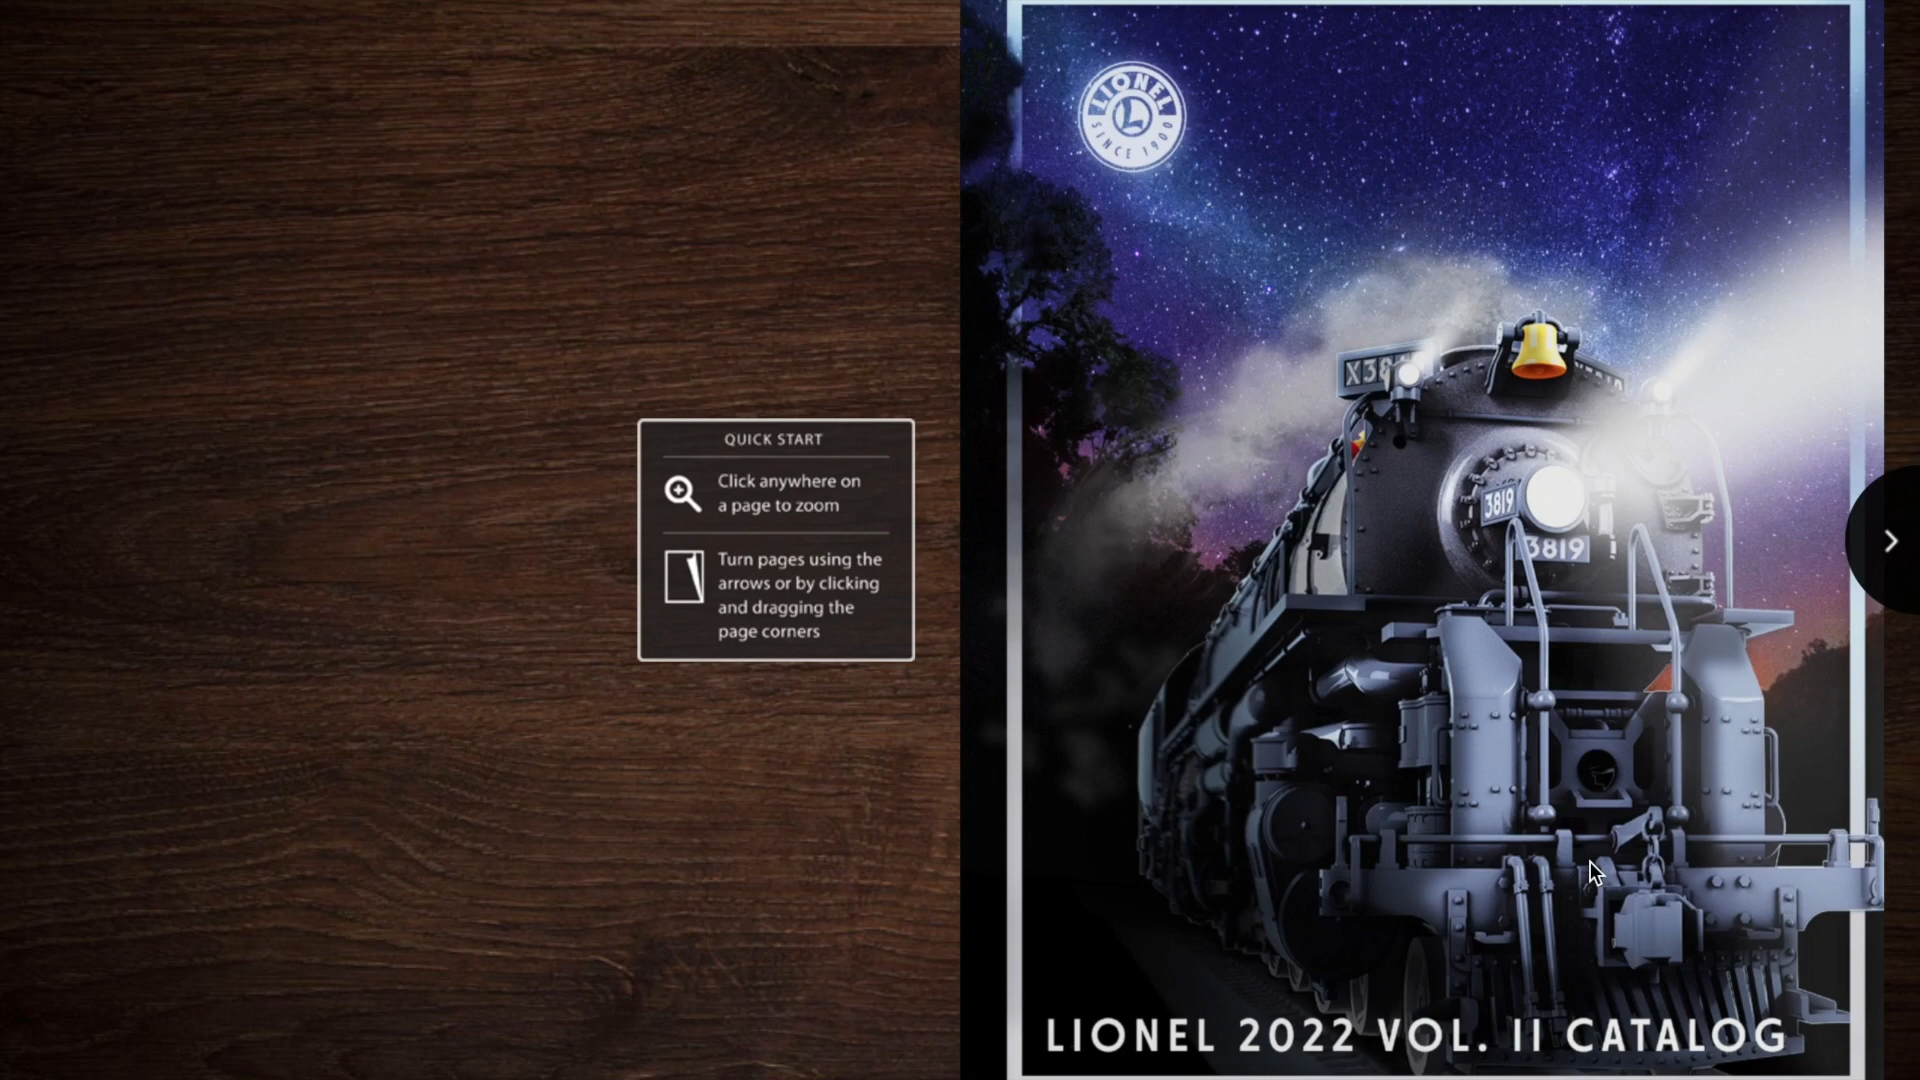 QUICK START
Click anywhere on
a page to zoom
Turn pages using the
arrows or by clicking
and dragging the
page corners
LIONEL
L
SINCE 1900
3819
3819
LIONEL 2022 VOL. II CATALOG